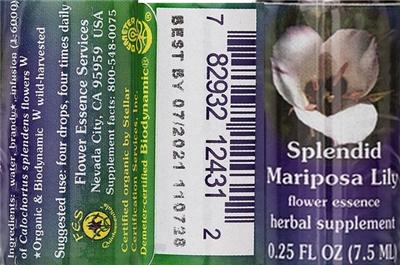 Ingredients: water, brandy★, infusion (1-6000)
of Calochortus splendens flowers W
★Organic & Biodynamic W wild-harvested
Suggested use: four drops, four times daily
FES
Flower Essence Services
Nevada City, CA 95959 USA
Supplement facts: 800-548-0075
Certified organic by Stellar
Certification Services, Inc.
Demeter-certified Biodynamic®
BEST BY 07/2021 110738
7 82932 12431 2
Splendid
Mariposa Lily
flower essence
herbal supplement
0.25 FL OZ (7.5 ML)